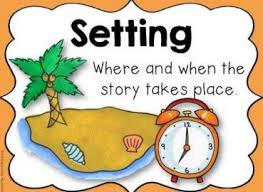 Setting
Where and when the
story takes place.